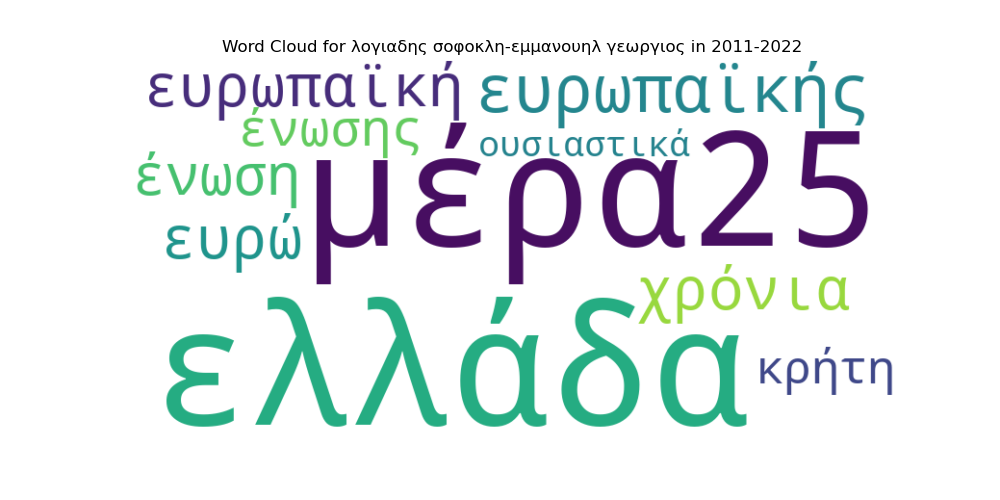 Word Cloud for λογιαδης σοφοκλη-εμμανουηλ γεωργιος in 2011-2022
ευρωπαϊκή ευρωπαϊκής
ένωσης ουσιαστικά
ένωση μέρα25
ευρώ
χρόνια
ελλάδα κρήτη